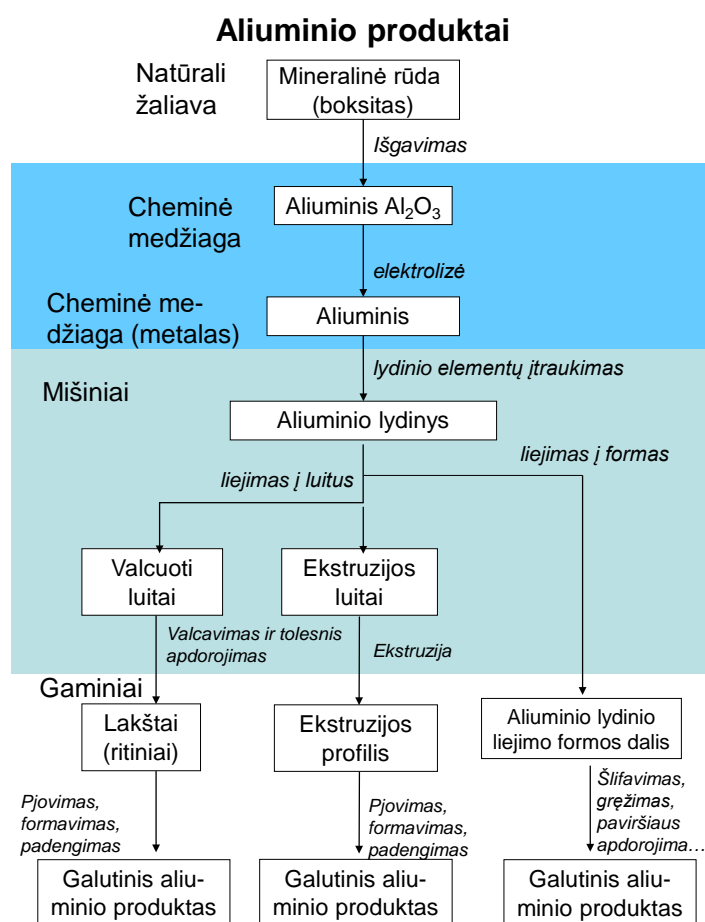 Aliuminio produktai
Natūrali
žaliava
Mineralinė rūda
(boksitas)
Išgavimas
Cheminė
medžiaga
Aliuminis Al₂O₃
elektrolizė
Cheminė me-
džiaga (metalas)
Aliuminis
lydinio elementų įtraukimas
Mišiniai
Aliuminio lydinys
liejimas į formas
liejimas į luitus
Valcuoti
luitai
Ekstruzijos
luitai
Valcavimas ir tolesnis
apdorojimas
Ekstruzija
Gaminiai
Lakštai
(ritiniai)
Ekstruzijos
profilis
Aliuminio lydinio
liejimo formos dalis
Pjovimas,
formavimas,
padengimas
Pjovimas,
formavimas,
padengimas
Šlifavimas,
gręžimas,
paviršiaus
apdorojima…
Galutinis aliu-
minio produktas
Galutinis aliu-
minio produktas
Galutinis aliu-
minio produktas